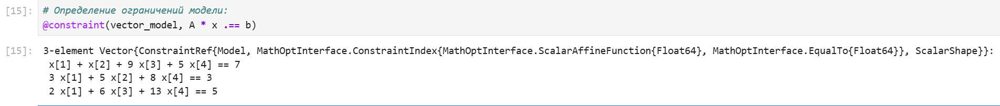 [15]: # Определение ограничений модели:
@constraint(vector_model, A * x .== b)
[15]: 3-element Vector{ConstraintRef{Model, MathOptInterface.ConstraintIndex{MathOptInterface.ScalarAffineFunction{Float64}, MathOptInterface.EqualTo{Float64}}, ScalarShape}}:
x[1] + x[2] + 9 x[3] + 5 x[4] == 7
3 x[1] + 5 x[2] + 8 x[4] == 3
2 x[1] + 6 x[3] + 13 x[4] == 5